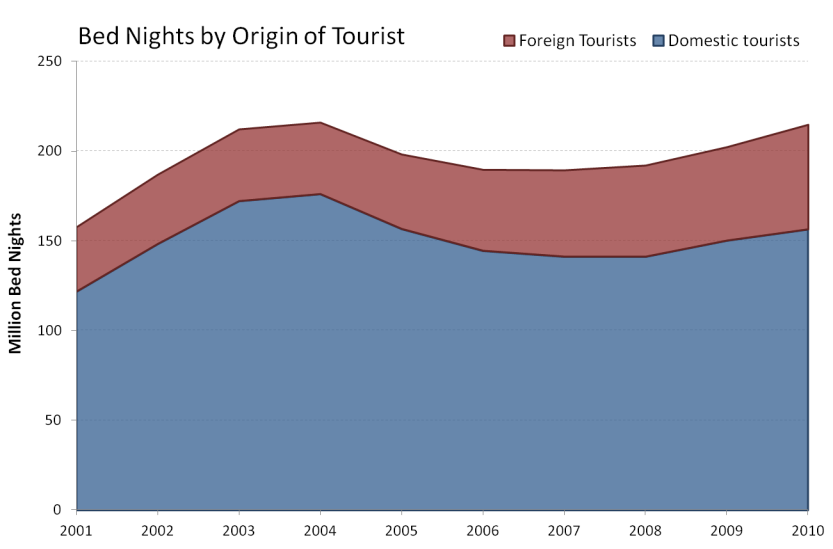 Bed Nights by Origin of Tourist
Foreign Tourists
Domestic tourists
Million Bed Nights
250
200
150
100
50
0
2001 2002 2003 2004 2005 2006 2007 2008 2009 2010